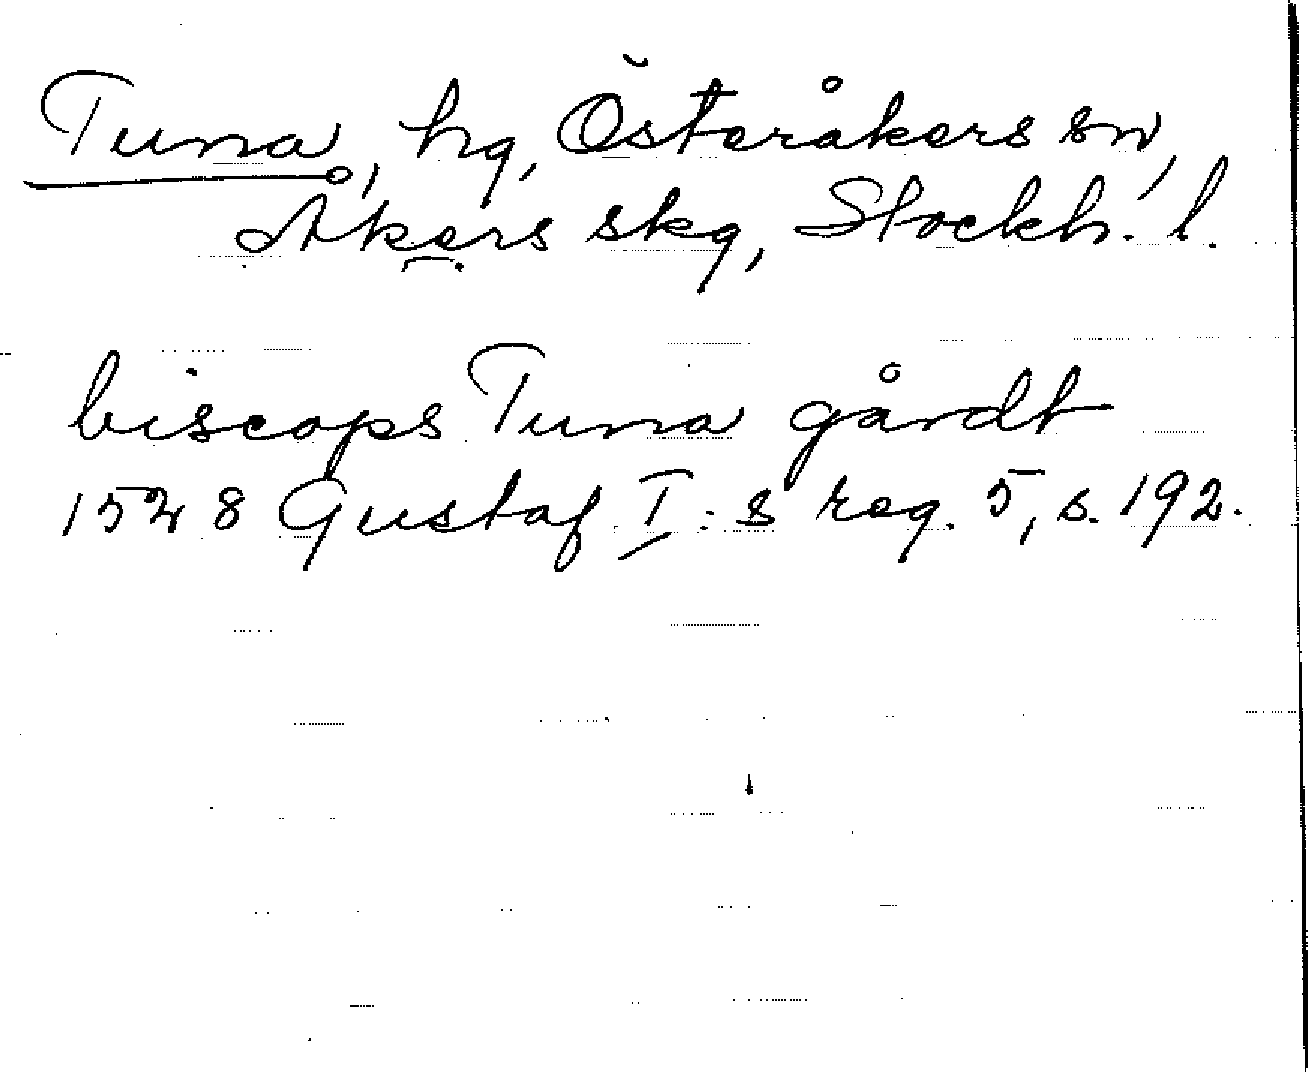 Tuna, hg, Österåkers sn,
Åkers skg, Stockh. l.
biscops Tuna gårdt
1528 Gustaf I:s reg. 5, s. 192.